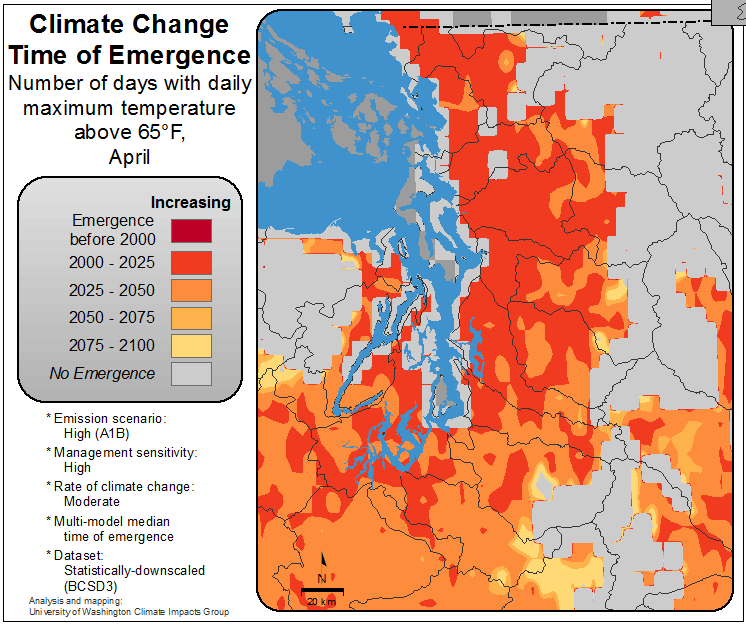 Climate Change
Time of Emergence
Number of days with daily
maximum temperature
above 65°F,
April
Increasing
Emergence
before 2000
2000 - 2025
2025 - 2050
2050 - 2075
2075 - 2100
No Emergence
* Emission scenario:
High (A1B)
* Management sensitivity:
High
* Rate of climate change:
Moderate
* Multi-model median
time of emergence
* Dataset:
Statistically-downscaled
(BCSD3)
Analysis and mapping:
University of Washington Climate Impacts Group
N
20 km